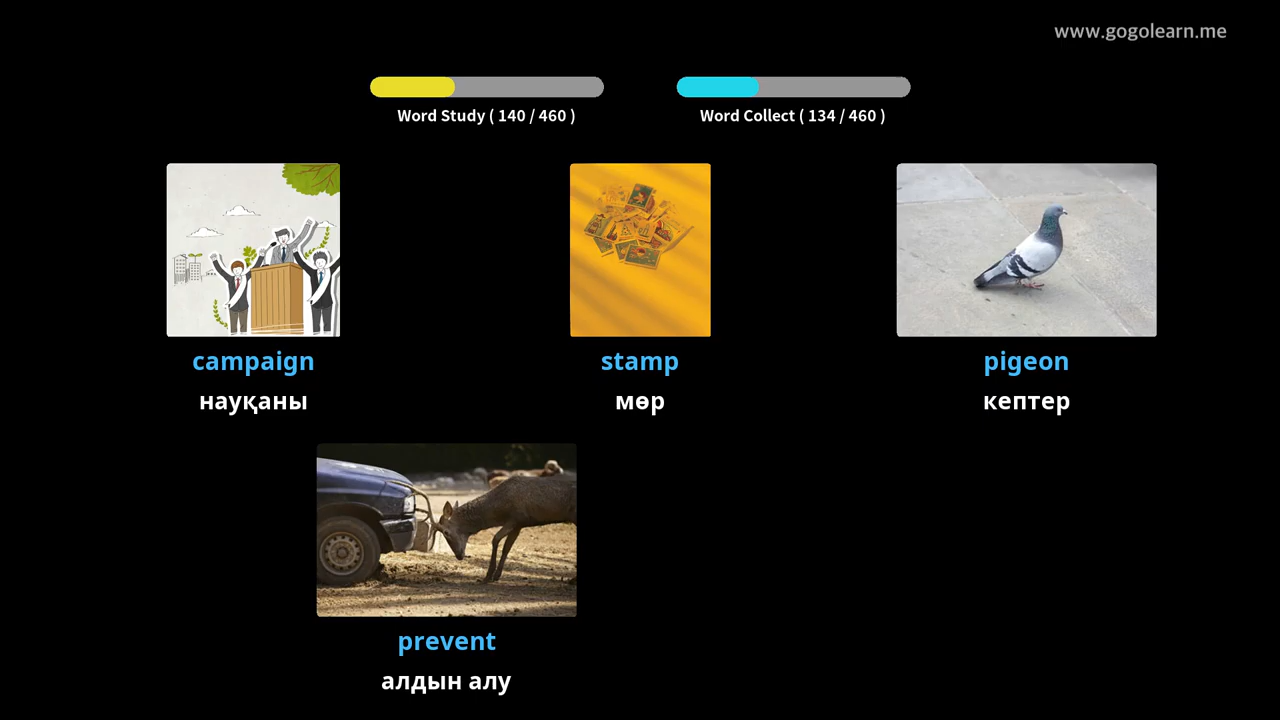 www.gogolearn.me
Word Study ( 140 / 460 )
Word Collect ( 134 / 460 )
campaign
науқаны
stamp
мөр
pigeon
кептер
prevent
алдын алу